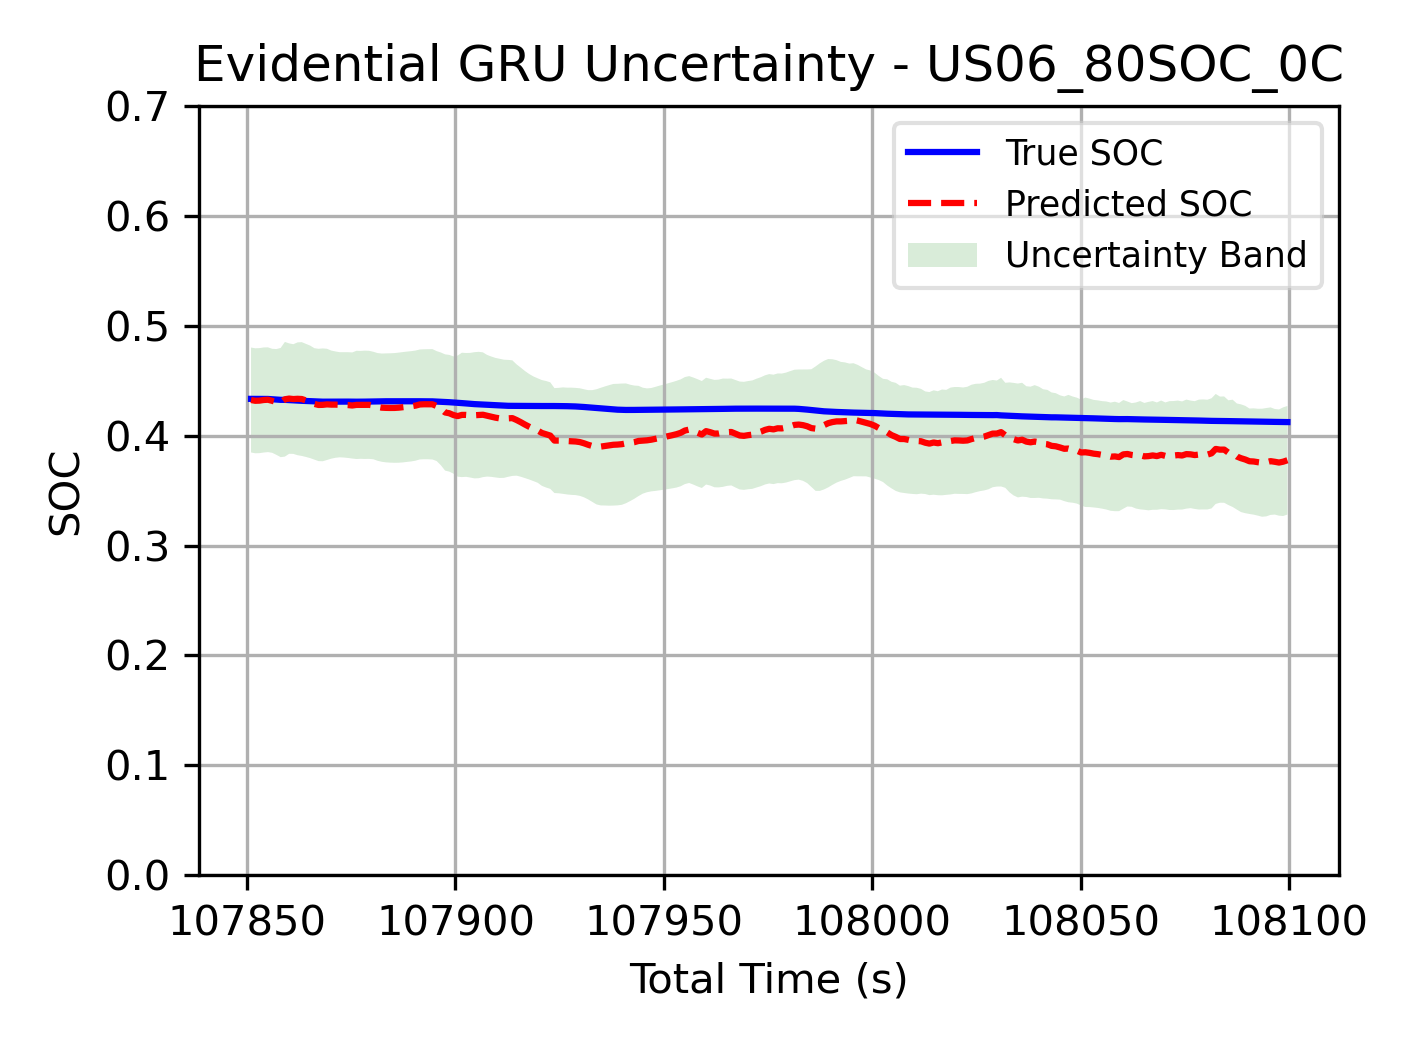 Evidential GRU Uncertainty - US06_80SOC_0C
True SOC
Predicted SOC
Uncertainty Band
SOC
0.7
0.6
0.5
0.4
0.3
0.2
0.1
0.0
107850 107900 107950 108000 108050 108100
Total Time (s)